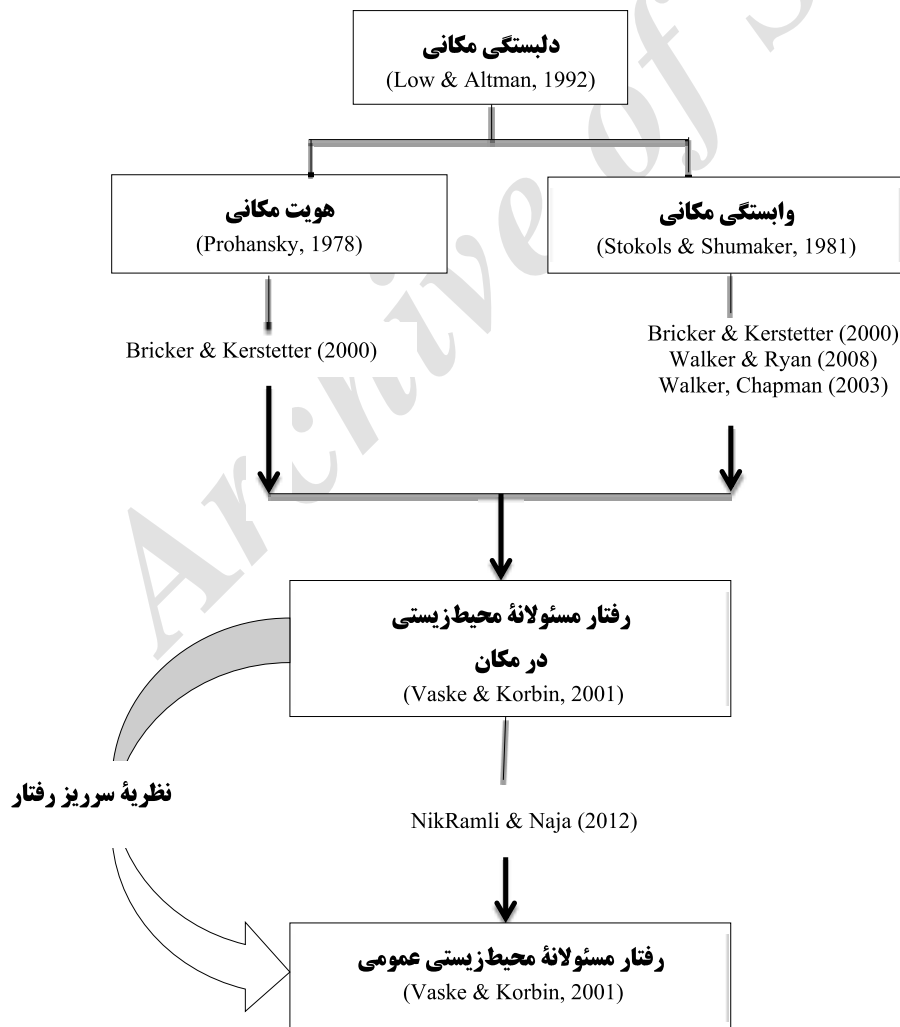 دلبستگی مکانی
(Low & Altman, 1992)
هویت مکانی
(Prohansky, 1978)
وابستگی مکانی
(Stokols & Shumaker, 1981)
Bricker & Kerstetter (2000)
Bricker & Kerstetter (2000)
Walker & Ryan (2008)
Walker, Chapman (2003)
رفتار مسئولانهٔ محیط‌زیستی
در مکان
(Vaske & Korbin, 2001)
نظریهٔ سرریز رفتار
NikRamli & Naja (2012)
رفتار مسئولانهٔ محیط‌زیستی عمومی
(Vaske & Korbin, 2001)
Archive of S